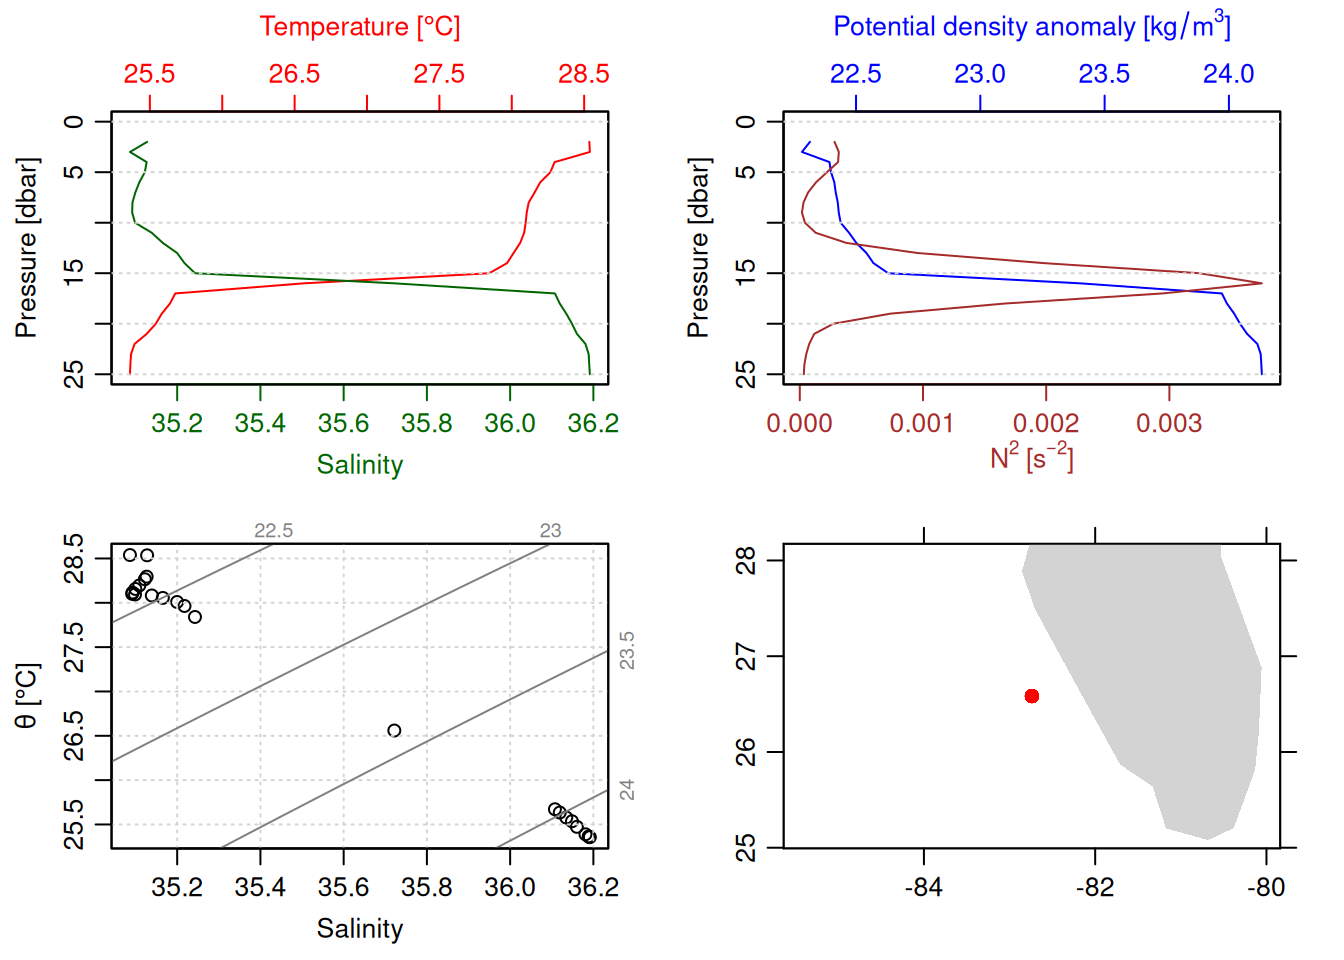 Temperature [°C]
25.5 26.5 27.5 28.5
Pressure [dbar]
0
5
15
25
35.2 35.4 35.6 35.8 36.0 36.2
Salinity
Potential density anomaly [kg/m³]
22.5 23.0 23.5 24.0
Pressure [dbar]
0
5
15
25
0.000 0.001 0.002 0.003
N² [s⁻²]
22.5 23
θ [°C]
28.5
27.5
26.5
25.5
23.5
24
35.2 35.4 35.6 35.8 36.0 36.2
Salinity
28
27
26
25
-84 -82 -80